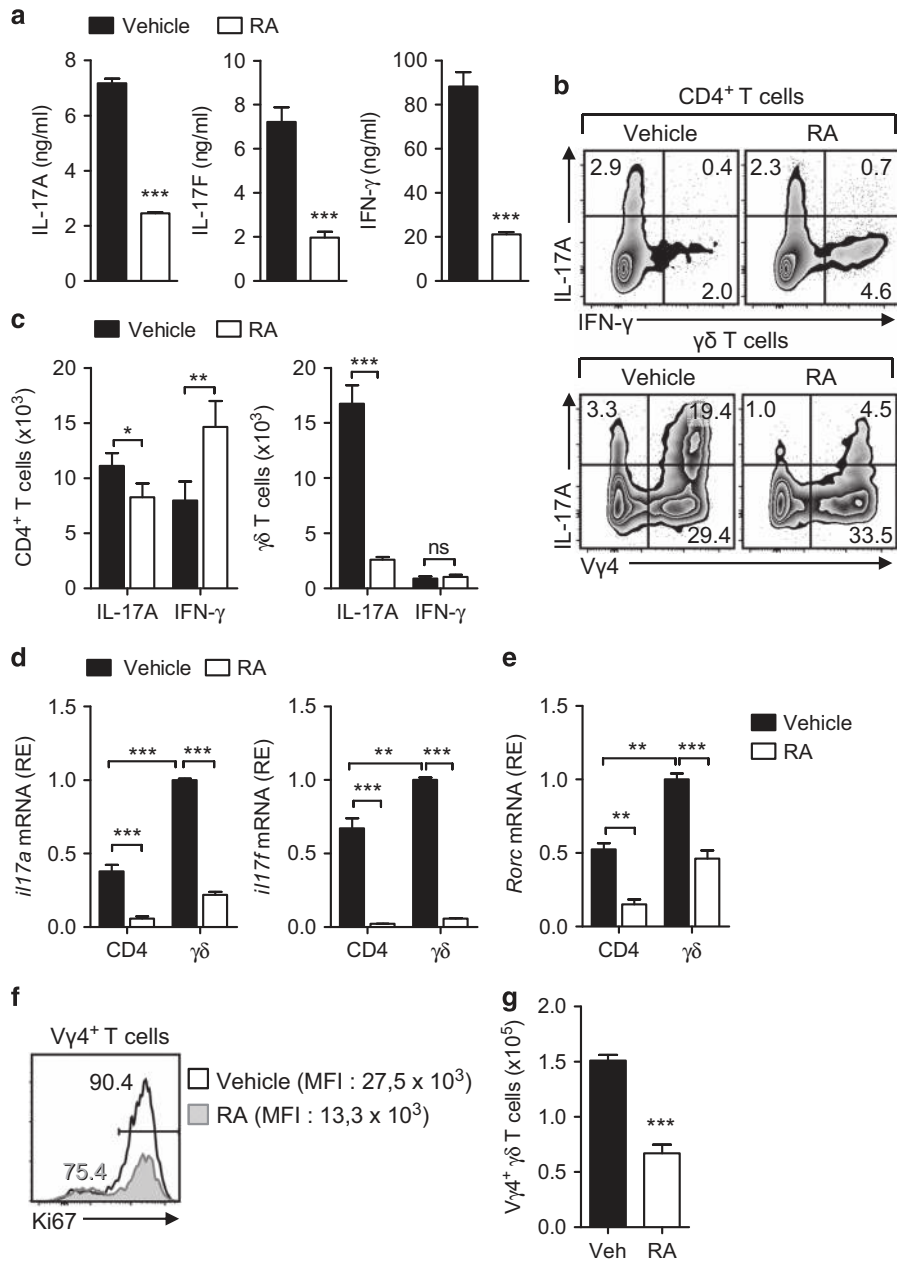 a
Vehicle RA
IL-17A (ng/ml)
8
6
4
2
0
***
IL-17F (ng/ml)
10
8
6
4
2
0
***
IFN-γ (ng/ml)
100
80
60
40
20
0
***
b
CD4+ T cells
Vehicle RA
2.9 0.4 2.3 0.7
2.0 4.6
IL-17A
IFN-γ
γδ T cells
Vehicle RA
3.3 19.4 1.0 4.5
29.4 33.5
IL-17A
Vγ4
c
Vehicle RA
CD4+ T cells (x10³)
20
15
10
5
0
* **
IL-17A IFN-γ
γδ T cells (x10³)
20
15
10
5
0
*** ns
IL-17A IFN-γ
d
Vehicle RA
il17a mRNA (RE)
1.5
1.0
0.5
0.0
*** ***
***
CD4 γδ
il17f mRNA (RE)
1.5
1.0
0.5
0.0
** ***
***
CD4 γδ
e
Vehicle
RA
Rorc mRNA (RE)
1.5
1.0
0.5
0.0
** ***
**
CD4 γδ
f
Vγ4+ T cells
90.4
75.4
Ki67
Vehicle (MFI : 27,5 x 10³)
RA (MFI : 13,3 x 10³)
g
Vγ4+ γδ T cells (x10⁵)
2.0
1.5
1.0
0.5
0.0
***
Veh RA